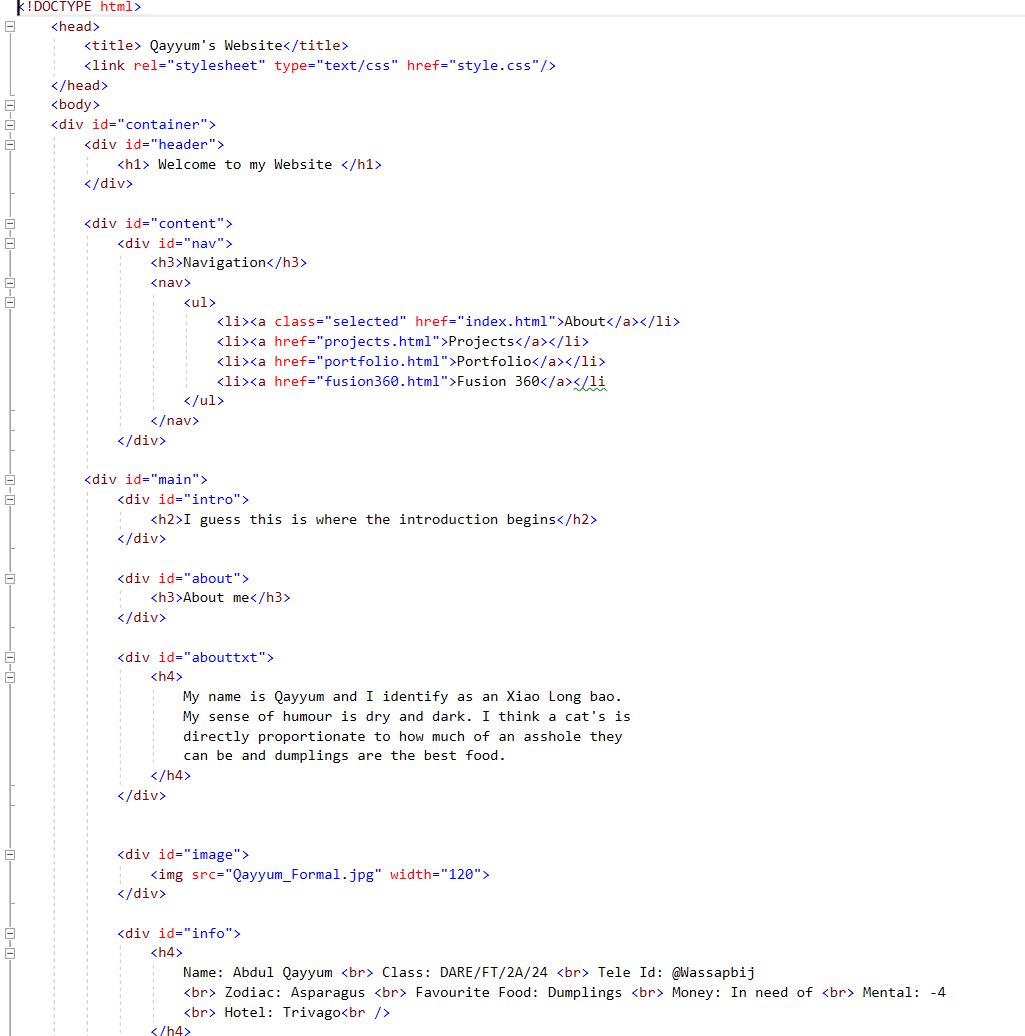 <!DOCTYPE html>
<head>
<title> Qayyum's Website</title>
<link rel="stylesheet" type="text/css" href="style.css"/>
</head>
<body>
<div id="container">
<div id="header">
<h1> Welcome to my Website </h1>
</div>
<div id="content">
<div id="nav">
<h3>Navigation</h3>
<nav>
<ul>
<li><a class="selected" href="index.html">About</a></li>
<li><a href="projects.html">Projects</a></li>
<li><a href="portfolio.html">Portfolio</a></li>
<li><a href="fusion360.html">Fusion 360</a></li
</ul>
</nav>
</div>
<div id="main">
<div id="intro">
<h2>I guess this is where the introduction begins</h2>
</div>
<div id="about">
<h3>About me</h3>
</div>
<div id="abouttxt">
<h4>
My name is Qayyum and I identify as an Xiao Long bao.
My sense of humour is dry and dark. I think a cat's is
directly proportionate to how much of an asshole they
can be and dumplings are the best food.
</h4>
</div>
<div id="image">
<img src="Qayyum_Formal.jpg" width="120">
</div>
<div id="info">
<h4>
Name: Abdul Qayyum <br> Class: DARE/FT/2A/24 <br> Tele Id: @Wassapbij
<br> Zodiac: Asparagus <br> Favourite Food: Dumplings <br> Money: In need of <br> Mental: -4
<br> Hotel: Trivago<br />
</h4>